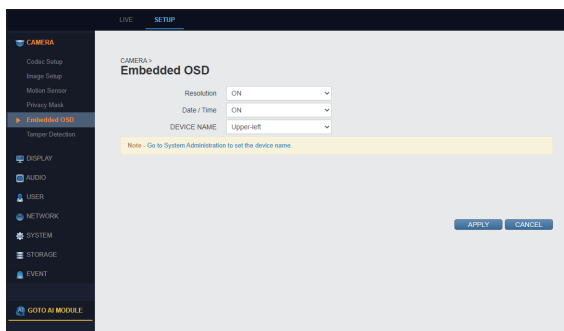 LIVE SETUP
CAMERA
Codec Setup
Image Setup
Motion Sensor
Privacy Mask
Embedded OSD
Tamper Detection
DISPLAY
AUDIO
USER
NETWORK
SYSTEM
STORAGE
EVENT
GOTO AI MODULE
CAMERA >
Embedded OSD
Resolution ON
Date / Time ON
DEVICE NAME Upper-left
Note - Go to System Administration to set the device name.
APPLY CANCEL